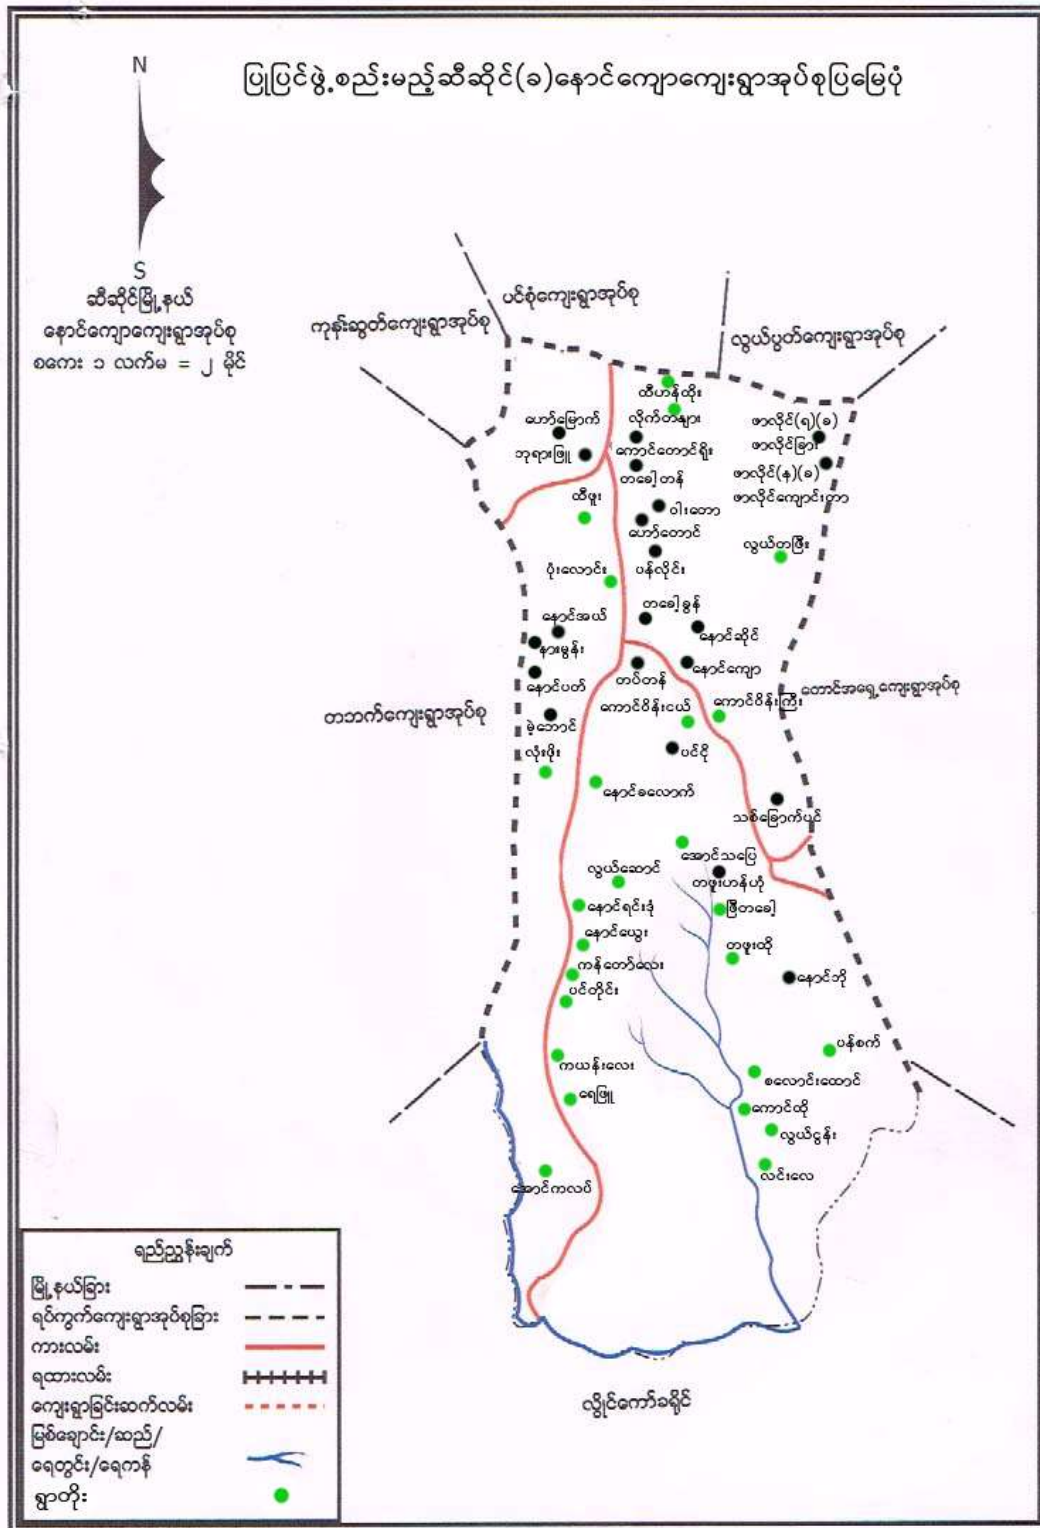 ပြုပြင်ဖွဲ့စည်းမည့်ဆီဆိုင်(ခ)နောင်ကျောကျေးရွာအုပ်စုပြမြေပုံ
N
S
ဆီဆိုင်မြို့နယ်
နောင်ကျောကျေးရွာအုပ်စု
စကေး ၁ လက်မ = ၂ မိုင်
ပင်စုံကျေးရွာအုပ်စု
ကုန်းဆွတ်ကျေးရွာအုပ်စု
လွယ်ပွတ်ကျေးရွာအုပ်စု
ထီဟန်ထိုး
ဟော်မြောက်
လိုက်တများ
ဖာလိုင်(ရ)(ခ)
ဘုရားဖြူ
ကောင်တောင်ရိုး
ဖာလိုင်ခြား
တခေါ့တန်
ဖာလိုင်(န)(ခ)
ထီဖူး
ဝါးတော
ဖာလိုင်ကျောင်းတာ
ဟော်တောင်
လွယ်တဖြီး
ပုံးလောင်း
ပန်လိုင်း
နောင်အယ်
တခေါ့ခွန်
နားမွန်း
နောင်ဆိုင်
နောင်ပတ်
တပ်တန်
နောင်ကျော
တောင်အရှေ့ကျေးရွာအုပ်စု
တဘက်ကျေးရွာအုပ်စု
မဲ့ဘောင်
ကောင်ဝိန်းငယ်
ကောင်ဝိန်းကြီး
လုံးဖိုး
ပင်ငို
နောင်ခလောက်
သစ်ခြောက်ပင်
အောင်သပြေ
လွယ်ဆောင်
တဖူးဟန်ဟို
နောင်ရင်းဒုံ
ဖြီတခေါ့
နောင်ယွေး
တဖူးထို
ကန်တော်လေး
နောင်ဘို
ပင်တိုင်း
ပန်စက်
ကယန်းလေး
စလောင်းထောင်
ရေဖြူ
ကောင်ထို
လွယ်ငွန်း
လင်းလေ
အောင်ကလပ်
ရည်ညွှန်းချက်
မြို့နယ်ခြား
ရပ်ကွက်ကျေးရွာအုပ်စုခြား
ကားလမ်း
ရထားလမ်း
ကျေးရွာခြင်းဆက်လမ်း
မြစ်ချောင်း/ဆည်/
ရေတွင်း/ရေကန်
ရွာတိုး
လွိုင်ကော်ခရိုင်